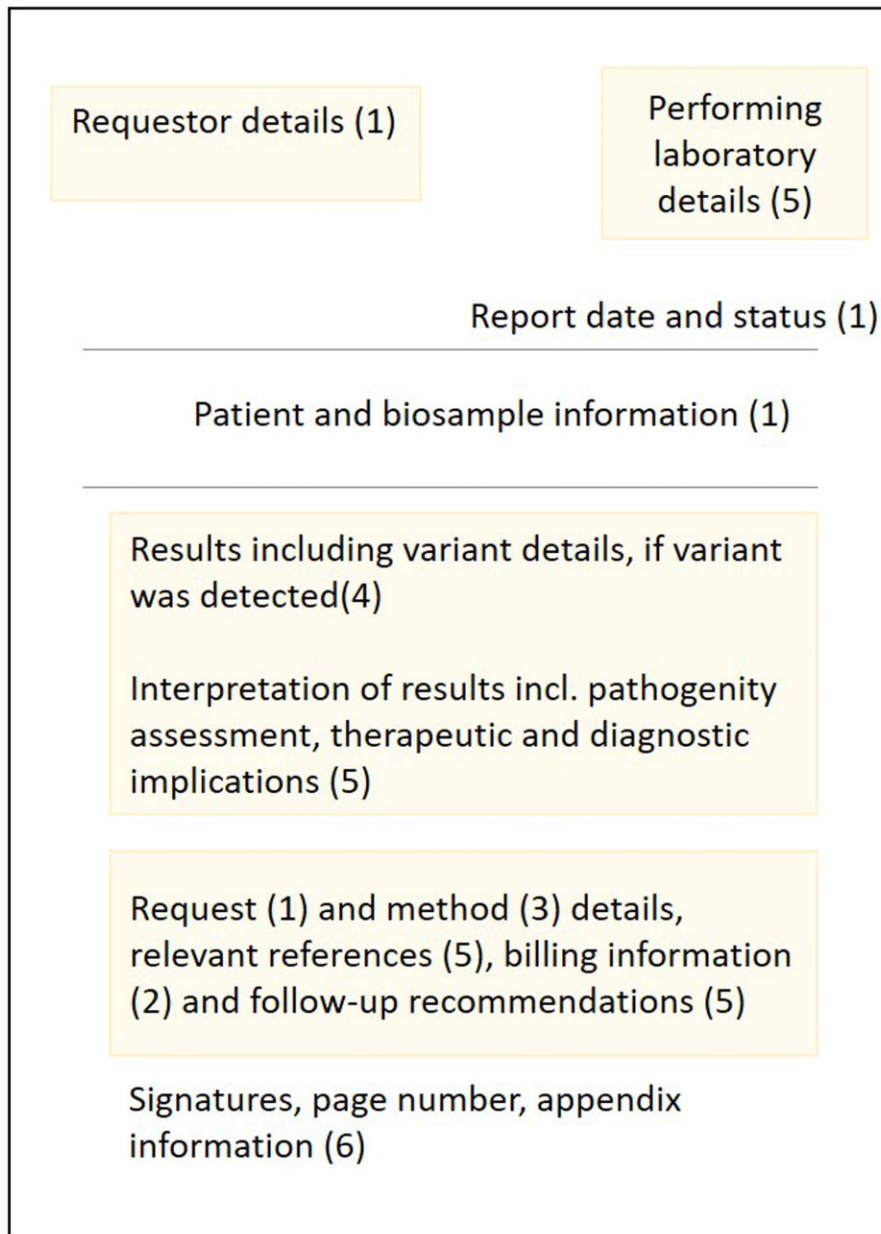 Requestor details (1)
Performing
laboratory
details (5)
Report date and status (1)
Patient and biosample information (1)
Results including variant details, if variant
was detected(4)
Interpretation of results incl. pathogenity
assessment, therapeutic and diagnostic
implications (5)
Request (1) and method (3) details,
relevant references (5), billing information
(2) and follow-up recommendations (5)
Signatures, page number, appendix
information (6)